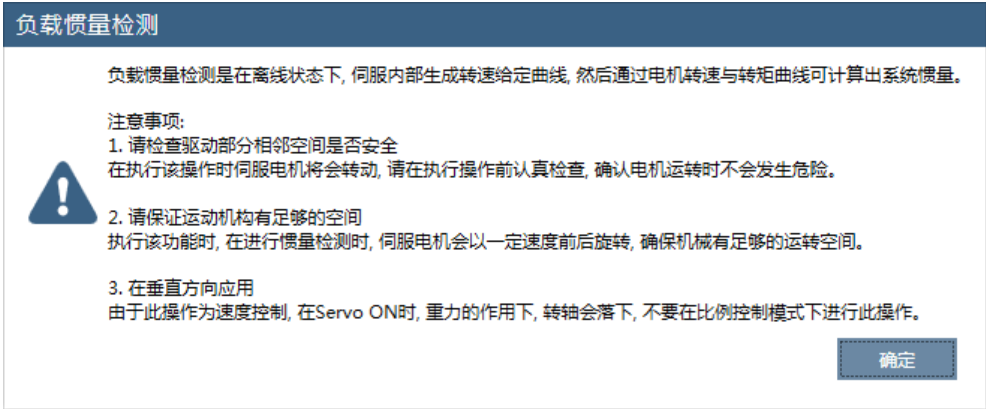 负载惯量检测
负载惯量检测是在离线状态下, 伺服内部生成转速给定曲线, 然后通过电机转速与转矩曲线可计算出系统惯量。
注意事项:
1. 请检查驱动部分相邻空间是否安全
在执行该操作时伺服电机将会转动, 请在执行操作前认真检查, 确认电机运转时不会发生危险。
2. 请保证运动机构有足够的空间
执行该功能时, 在进行惯量检测时, 伺服电机会以一定速度前后旋转, 确保机械有足够的运转空间。
3. 在垂直方向应用
由于此操作为速度控制, 在Servo ON时, 重力的作用下, 转轴会落下, 不要在比例控制模式下进行此操作。
确定